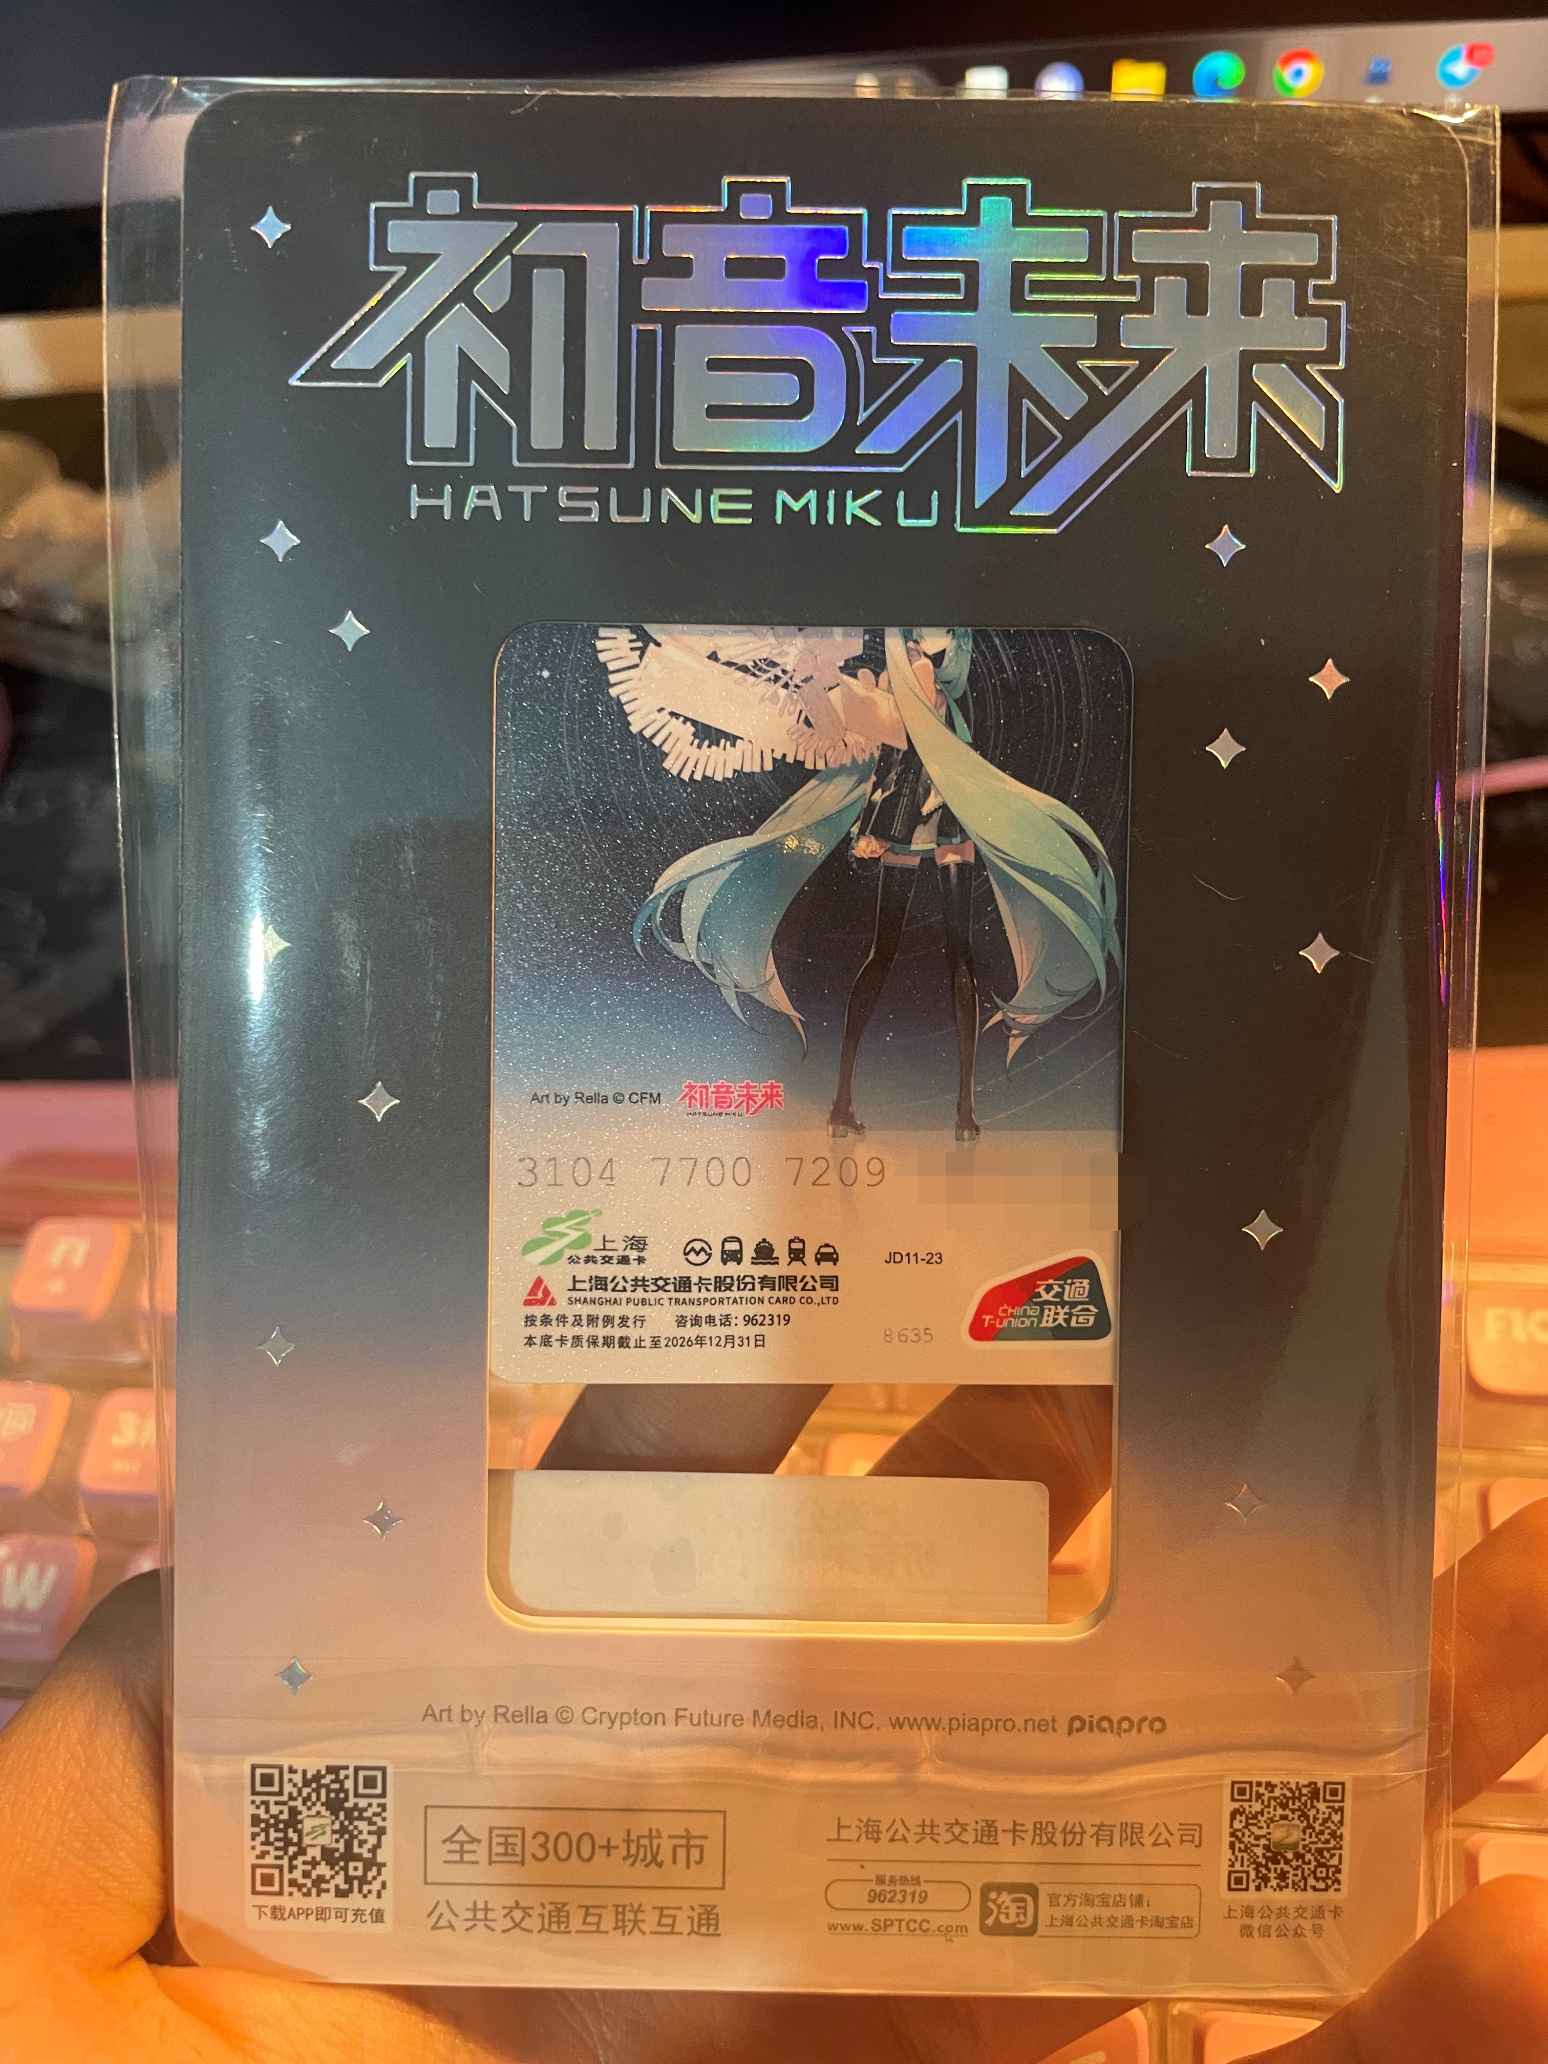 初音未来
HATSUNE MIKU
Art by Rella © CFM 初音未来
HATSUNE MIKU
3104 7700 7209
上海
公共交通卡
JD11-23
上海公共交通卡股份有限公司
SHANGHAI PUBLIC TRANSPORTATION CARD CO.,LTD
按条件及附例发行 咨询电话：962319
本底卡质保期截止至2026年12月31日
8635
交通
联合
CHINA
T-UNION
Art by Rella © Crypton Future Media, INC. www.piapro.net piapro
下载APP即可充值
全国300+城市
公共交通互联互通
上海公共交通卡股份有限公司
服务热线
962319
www.SPTCC.com
淘
官方淘宝店铺：
上海公共交通卡淘宝店
上海公共交通卡
微信公众号
F1
3
W
F10